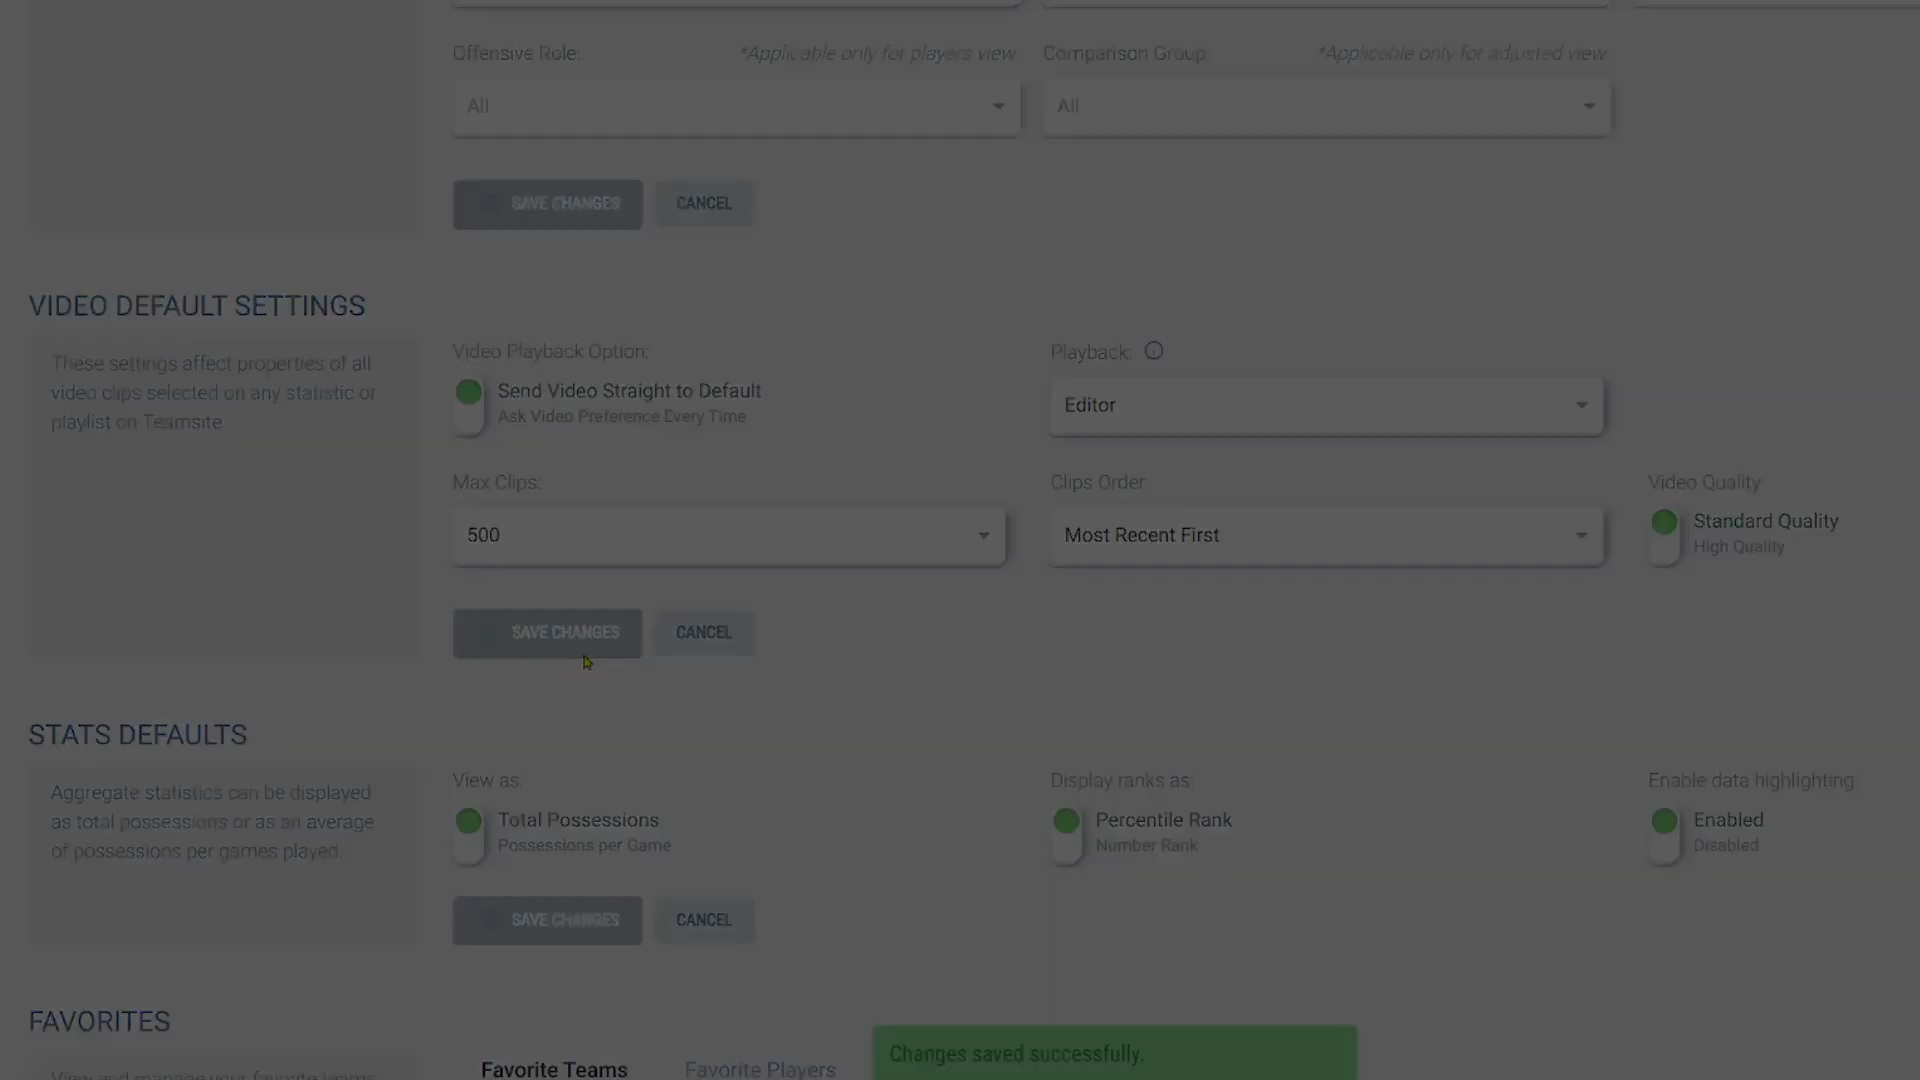 Offensive Role: *Applicable only for players view Comparison Group: *Applicable only for adjusted view
All All
SAVE CHANGES CANCEL
VIDEO DEFAULT SETTINGS
These settings affect properties of all
video clips selected on any statistic or
playlist on Teamsite.
Video Playback Option: Playback:
Send Video Straight to Default
Ask Video Preference Every Time
Editor
Max Clips: Clips Order Video Quality
500 Most Recent First Standard Quality
High Quality
SAVE CHANGES CANCEL
STATS DEFAULTS
Aggregate statistics can be displayed
as total possessions or as an average
of possessions per games played.
View as: Display ranks as: Enable data highlighting:
Total Possessions Percentile Rank Enabled
Possessions per Game Number Rank Disabled
SAVE CHANGES CANCEL
FAVORITES
View and manage your favorite teams
Favorite Teams Favorite Players
Changes saved successfully.